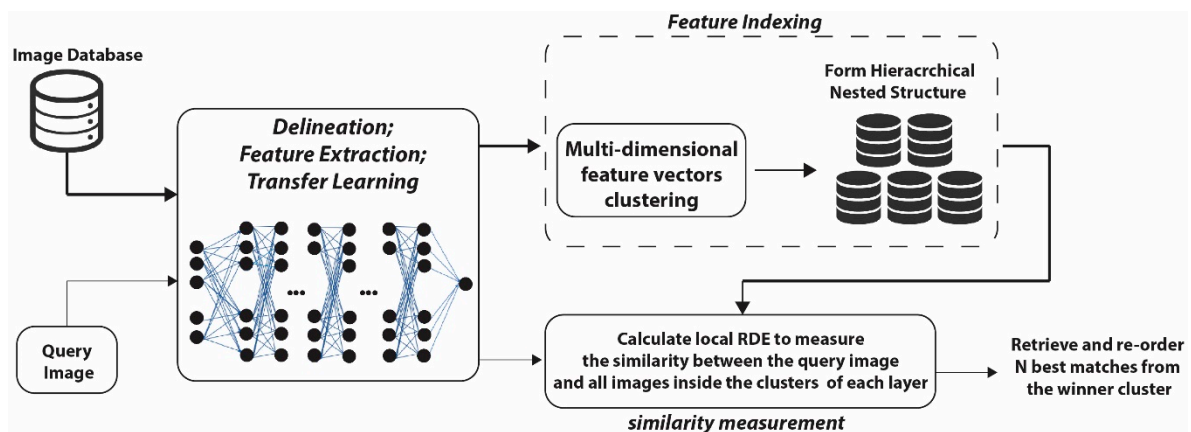 Feature Indexing
Image Database
Form Hieracrchical
Nested Structure
Delineation;
Feature Extraction;
Transfer Learning
Multi-dimensional
feature vectors
clustering
...
...
Query
Image
Calculate local RDE to measure
the similarity between the query image
and all images inside the clusters of each layer
Retrieve and re-order
N best matches from
the winner cluster
similarity measurement